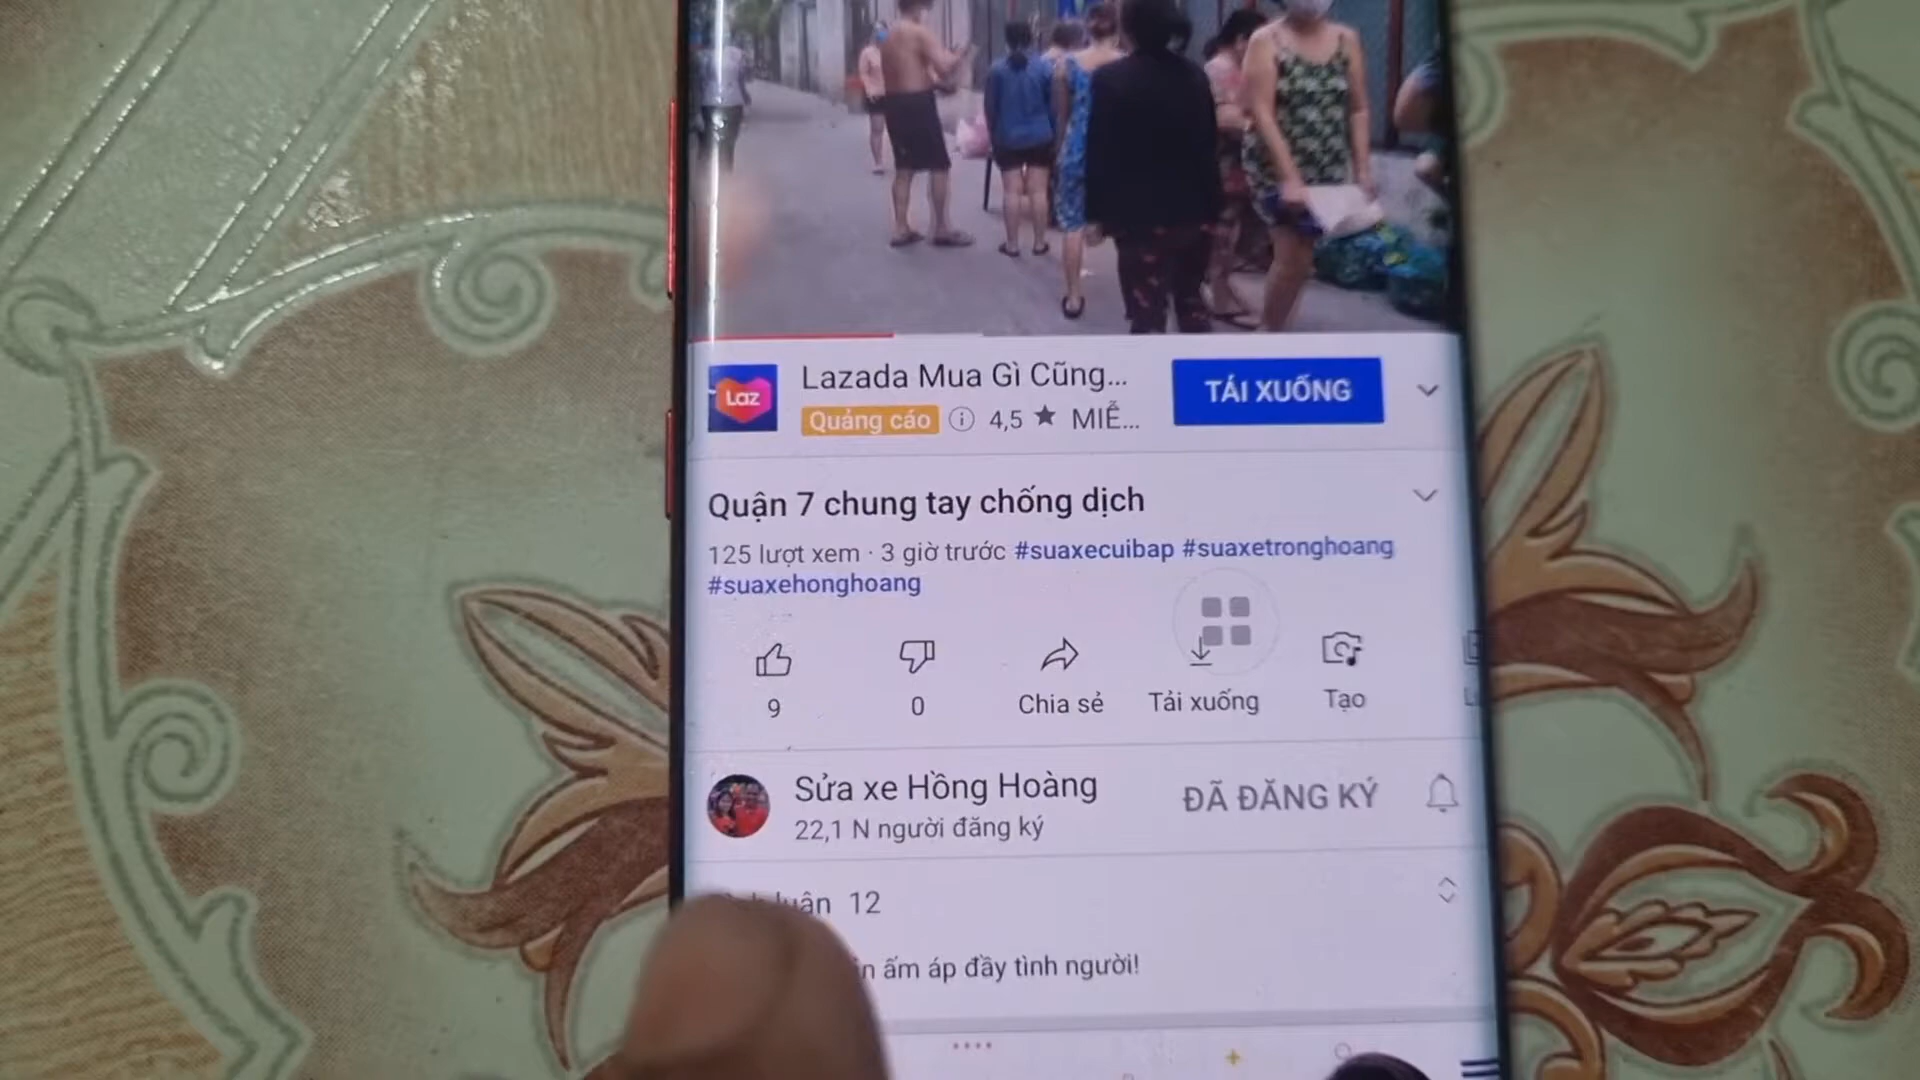 Laz
Lazada Mua Gì Cũng...
Quảng cáo 4,5 ★ MIỄ...
TẢI XUỐNG
Quận 7 chung tay chống dịch
125 lượt xem · 3 giờ trước #suaxecuibap #suaxetronghoang
#suaxehonghoang
9
0
Chia sẻ
Tải xuống
Tạo
Sửa xe Hồng Hoàng
22,1 N người đăng ký
ĐÃ ĐĂNG KÝ
luận 12
ấm áp đầy tình người!